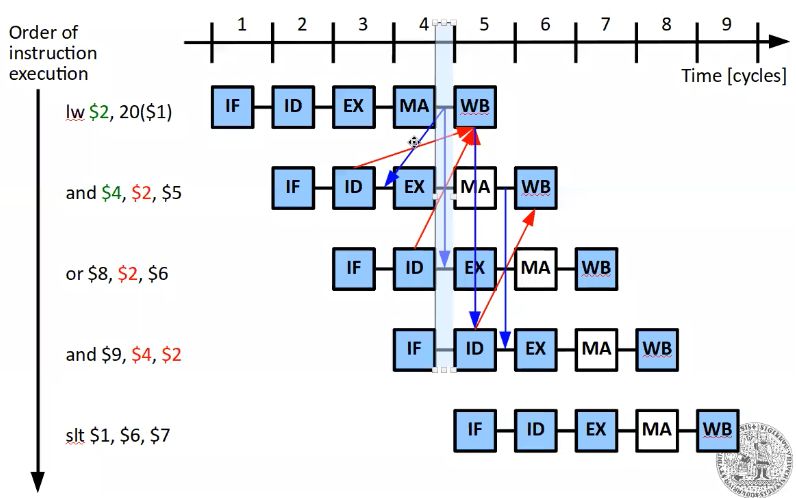 Order of
instruction
execution
1 2 3 4 5 6 7 8 9
Time [cycles]
lw $2, 20($1)
IF ID EX MA WB
and $4, $2, $5
IF ID EX MA WB
or $8, $2, $6
IF ID EX MA WB
and $9, $4, $2
IF ID EX MA WB
slt $1, $6, $7
IF ID EX MA WB